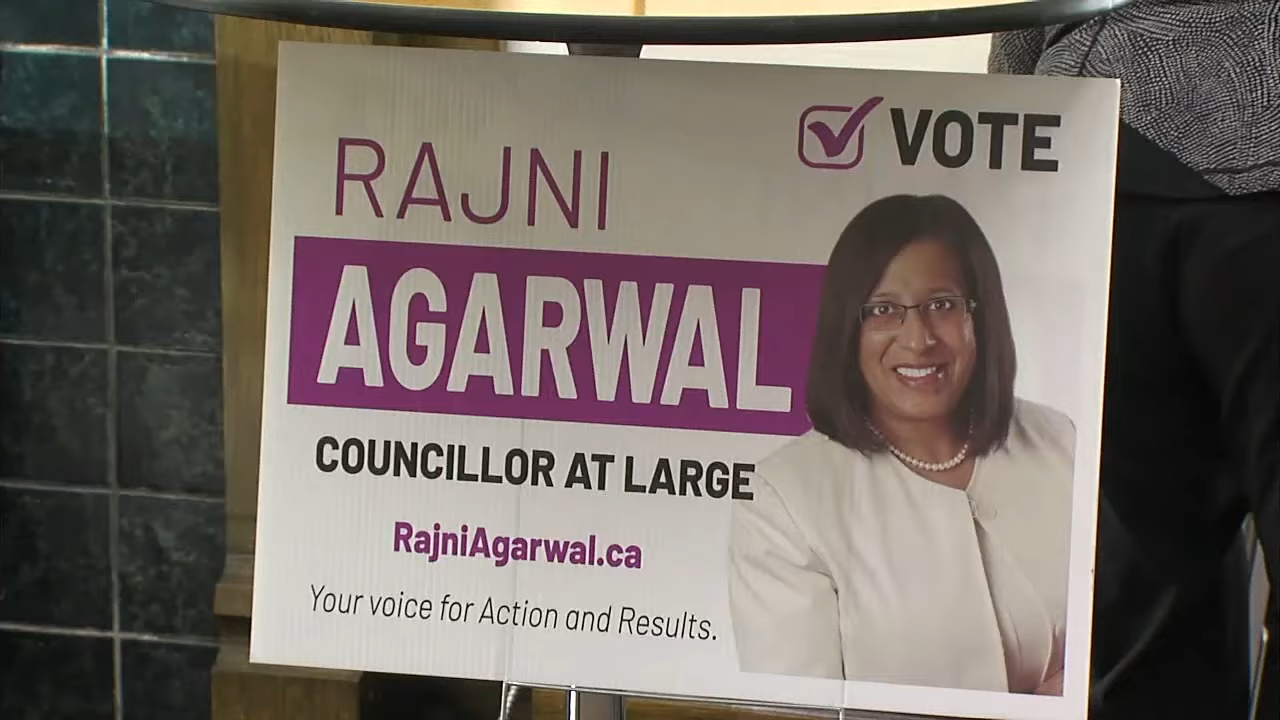 VOTE
RAJNI
AGARWAL
COUNCILLOR AT LARGE
RajniAgarwal.ca
Your voice for Action and Results.